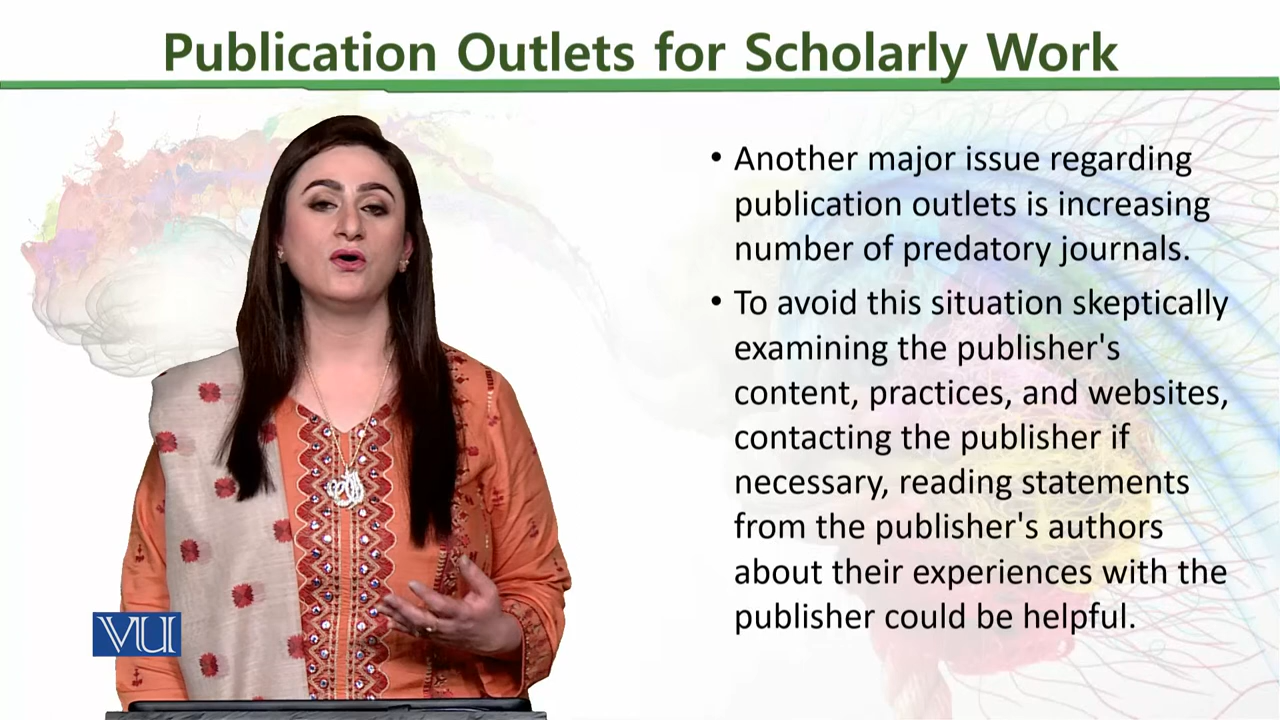 Publication Outlets for Scholarly Work
• Another major issue regarding
publication outlets is increasing
number of predatory journals.
• To avoid this situation skeptically
examining the publisher's
content, practices, and websites,
contacting the publisher if
necessary, reading statements
from the publisher's authors
about their experiences with the
publisher could be helpful.
VU